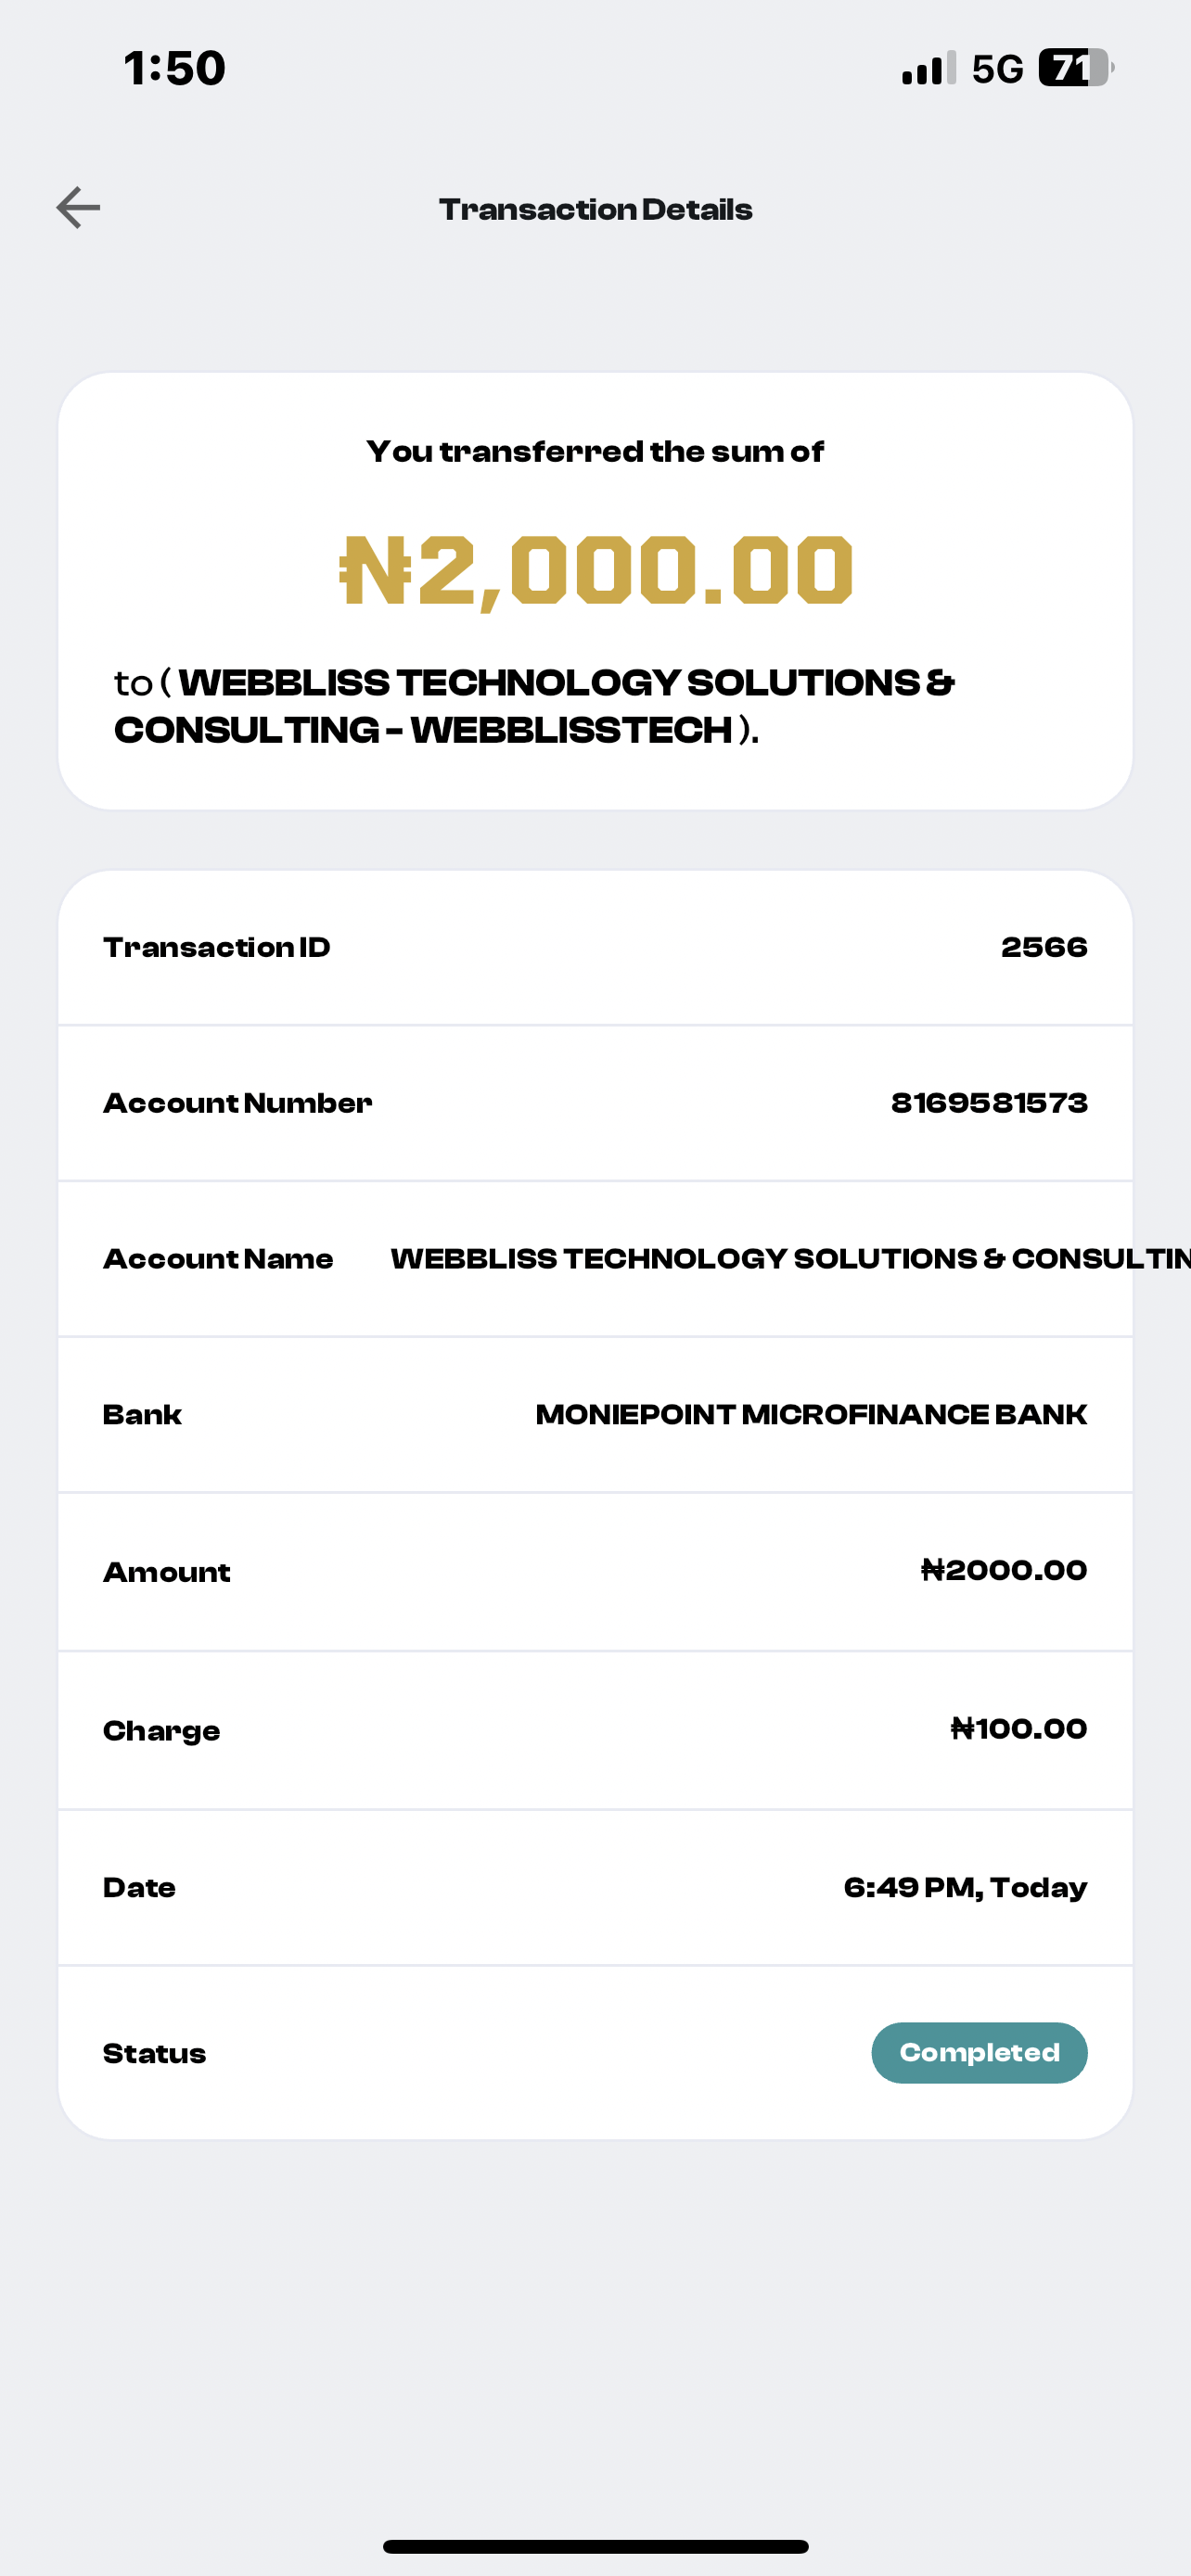 1:50 5G 71
Transaction Details
You transferred the sum of
₦2,000.00
to ( WEBBLISS TECHNOLOGY SOLUTIONS &
CONSULTING - WEBBLISSTECH ).
Transaction ID 2566
Account Number 8169581573
Account Name WEBBLISS TECHNOLOGY SOLUTIONS & CONSULTIN
Bank MONIEPOINT MICROFINANCE BANK
Amount ₦2000.00
Charge ₦100.00
Date 6:49 PM, Today
Status Completed